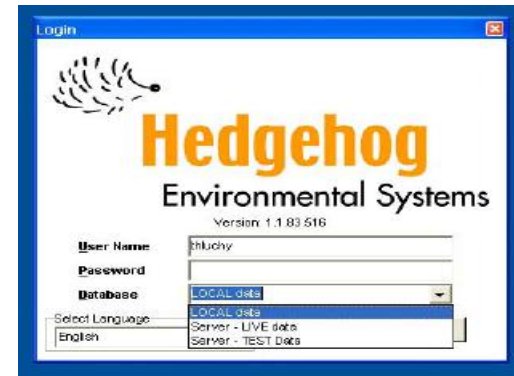 Login
Hedgehog
Environmental Systems
Version: 1.1.83.516
User Name thluchy
Password
Database LOCAL data
LOCAL data
Server - LIVE data
Server - TEST Data
Select Language
English